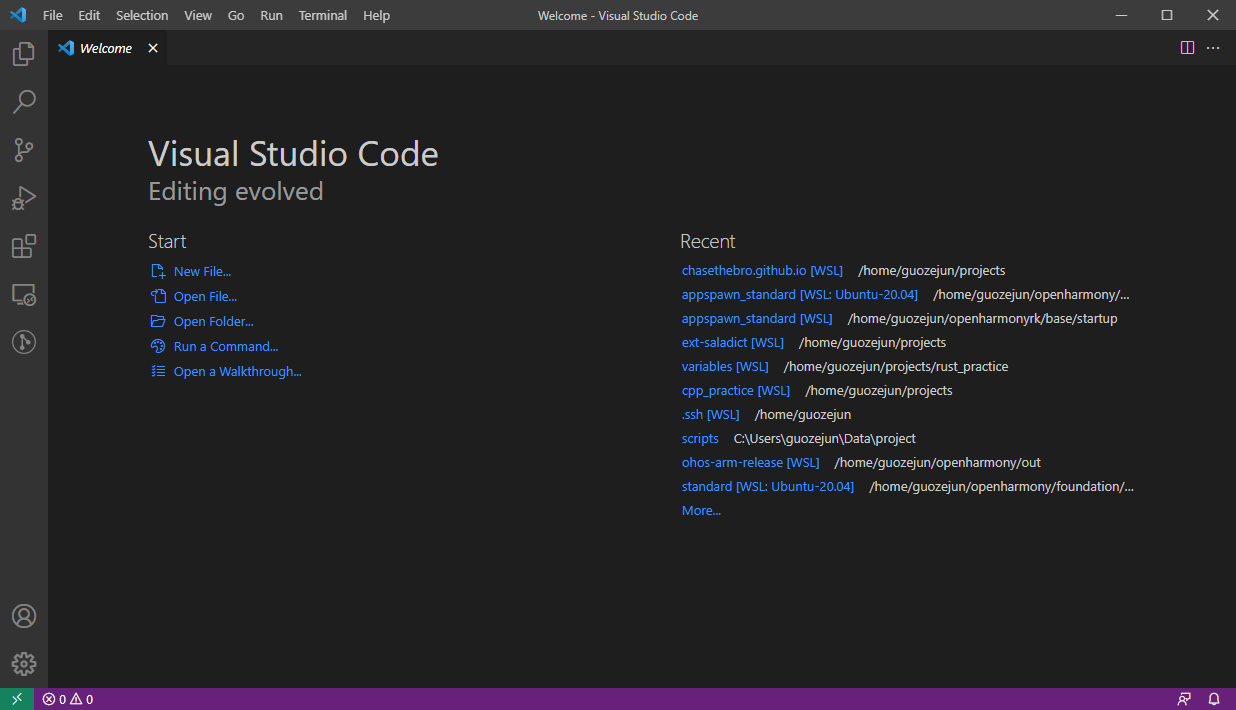 File Edit Selection View Go Run Terminal Help Welcome - Visual Studio Code
Welcome
Visual Studio Code
Editing evolved
Start
New File...
Open File...
Open Folder...
Run a Command...
Open a Walkthrough...
Recent
chasethebro.github.io [WSL] /home/guozejun/projects
appspawn_standard [WSL: Ubuntu-20.04] /home/guozejun/openharmony/...
appspawn_standard [WSL] /home/guozejun/openharmonyrk/base/startup
ext-saladict [WSL] /home/guozejun/projects
variables [WSL] /home/guozejun/projects/rust_practice
cpp_practice [WSL] /home/guozejun/projects
.ssh [WSL] /home/guozejun
scripts C:\Users\guozejun\Data\project
ohos-arm-release [WSL] /home/guozejun/openharmony/out
standard [WSL: Ubuntu-20.04] /home/guozejun/openharmony/foundation/...
More...
0 0